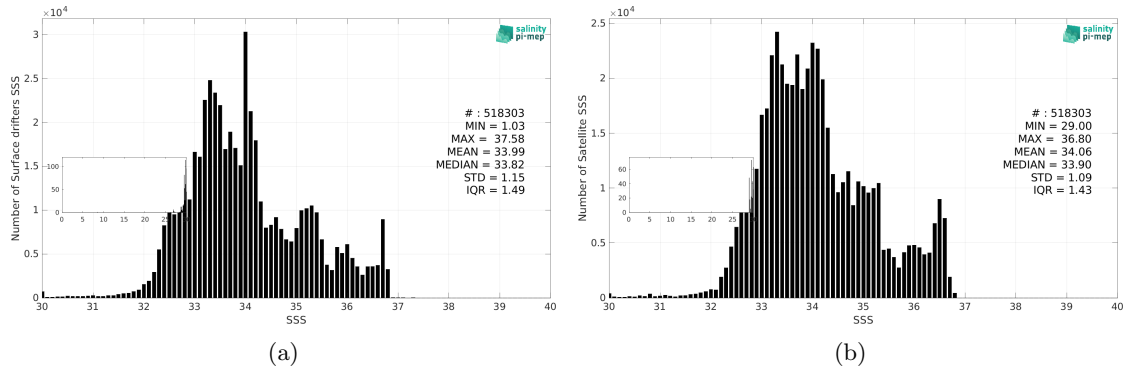 ×10⁴
salinity
pi-mep
Number of Surface drifters SSS
3
2.5
2
1.5
1
0.5
0
# : 518303
MIN = 1.03
MAX = 37.58
MEAN = 33.99
MEDIAN = 33.82
STD = 1.15
IQR = 1.49
100
50
0
0 5 10 15 20 25
30 31 32 33 34 35 36 37 38 39 40
SSS
(a)
×10⁴
salinity
pi-mep
Number of Satellite SSS
2.5
2
1.5
1
0.5
0
# : 518303
MIN = 29.00
MAX = 36.80
MEAN = 34.06
MEDIAN = 33.90
STD = 1.09
IQR = 1.43
60
40
20
0
0 5 10 15 20 25
30 31 32 33 34 35 36 37 38 39 40
SSS
(b)